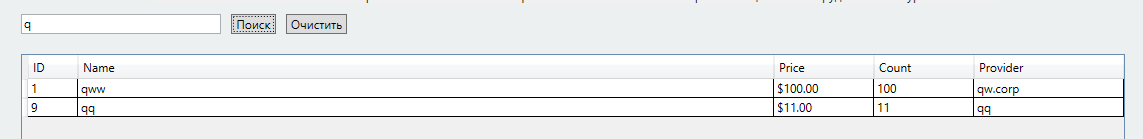 q Поиск Очистить
ID Name Price Count Provider
1 qww $100.00 100 qw.corp
9 qq $11.00 11 qq